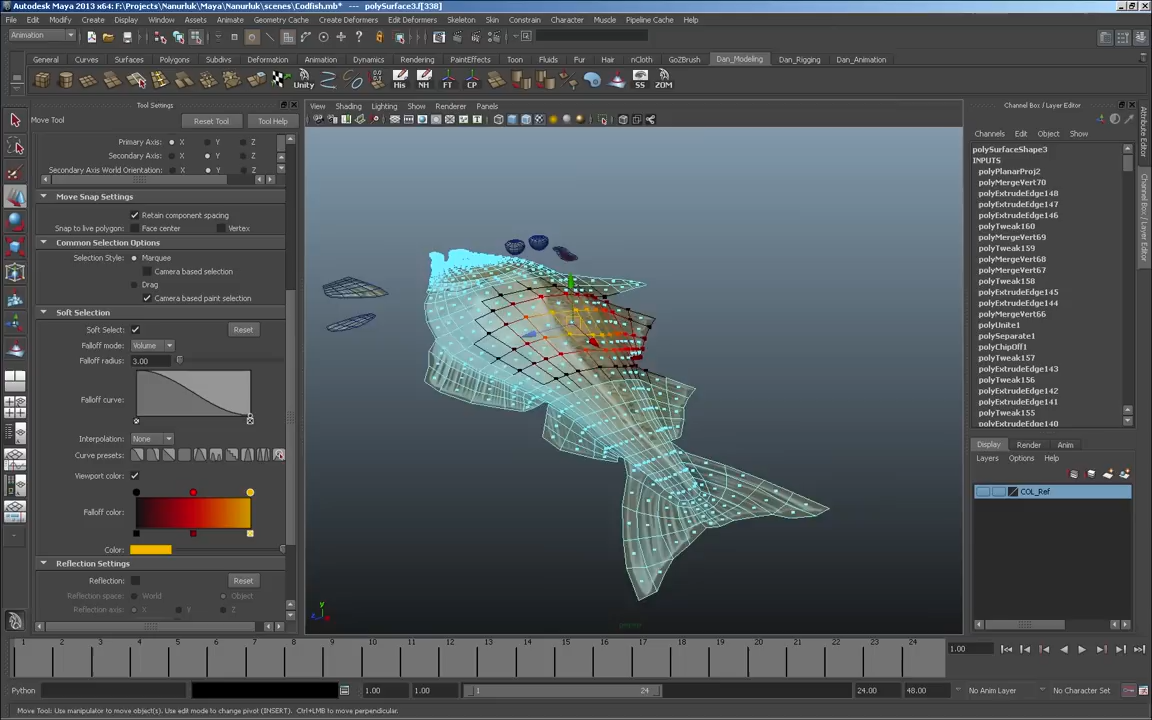 Autodesk Maya 2013 x64: F:\Projects\Nanurluk\Maya\Nanurluk\scenes\Codfish.mb* --- polySurface3.f[338]
File Edit Modify Create Display Window Assets Animate Geometry Cache Create Deformers Edit Deformers Skeleton Skin Constrain Character Muscle Pipeline Cache Help
Animation
General Curves Surfaces Polygons Subdivs Deformation Animation Dynamics Rendering PaintEffects Toon Fluids Fur Hair nCloth GoZBrush Dan_Modeling Dan_Rigging Dan_Animation
Unity His NH FT CP SS ZOM
Tool Settings
Move Tool Reset Tool Tool Help
Primary Axis: X Y Z
Secondary Axis: X Y Z
Secondary Axis World Orientation: X Y Z
Move Snap Settings
Retain component spacing
Snap to live polygon: Face center Vertex
Common Selection Options
Selection Style: Marquee
Camera based selection
Drag
Camera based paint selection
Soft Selection
Soft Select: Reset
Falloff mode: Volume
Falloff radius: 3.00
Falloff curve:
Interpolation: None
Curve presets:
Viewport color:
Falloff color:
Color:
Reflection Settings
Reflection: Reset
Reflection space: World Object
Reflection axis: X Y Z
View Shading Lighting Show Renderer Panels
y
z x
persp
Channel Box / Layer Editor
Channels Edit Object Show
polySurfaceShape3
INPUTS
polyPlanarProj2
polyMergeVert70
polyExtrudeEdge148
polyExtrudeEdge147
polyExtrudeEdge146
polyTweak160
polyMergeVert69
polyTweak159
polyMergeVert68
polyMergeVert67
polyTweak158
polyExtrudeEdge145
polyExtrudeEdge144
polyMergeVert66
polyUnite1
polySeparate1
polyChipOff1
polyTweak157
polyExtrudeEdge143
polyTweak156
polyExtrudeEdge142
polyExtrudeEdge141
polyTweak155
polyExtrudeEdge140
Display Render Anim
Layers Options Help
COL_Ref
Attribute Editor
Channel Box / Layer Editor
1 2 3 4 5 6 7 8 9 10 11 12 13 14 15 16 17 18 19 20 21 22 23 24
1.00
Python 1.00 1.00 1 24 24.00 48.00 No Anim Layer No Character Set
Move Tool: Use manipulator to move object(s). Use edit mode to change pivot (INSERT). Ctrl+LMB to move perpendicular.